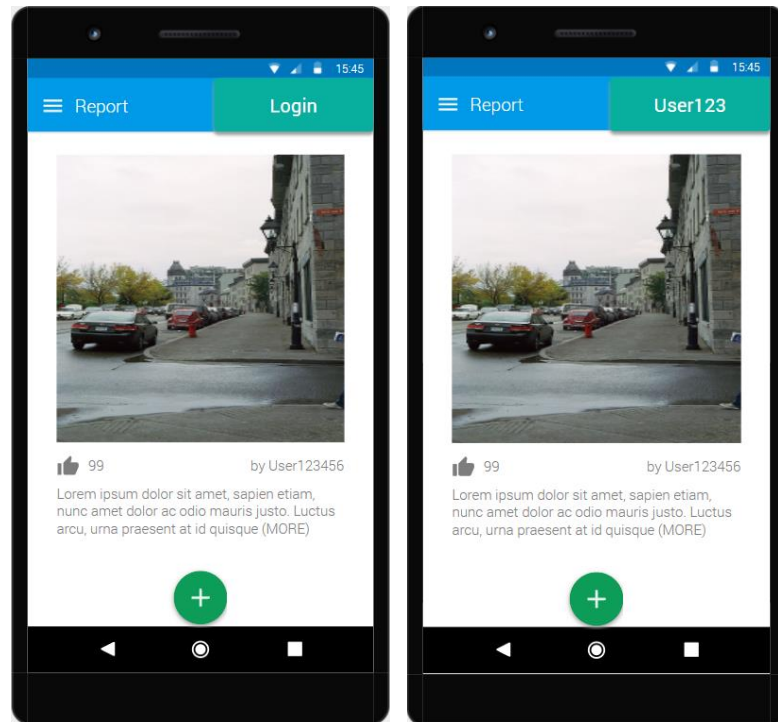 15:45
Report
Login
99
by User123456
Lorem ipsum dolor sit amet, sapien etiam,
nunc amet dolor ac odio mauris justo. Luctus
arcu, urna praesent at id quisque (MORE)
15:45
Report
User123
99
by User123456
Lorem ipsum dolor sit amet, sapien etiam,
nunc amet dolor ac odio mauris justo. Luctus
arcu, urna praesent at id quisque (MORE)